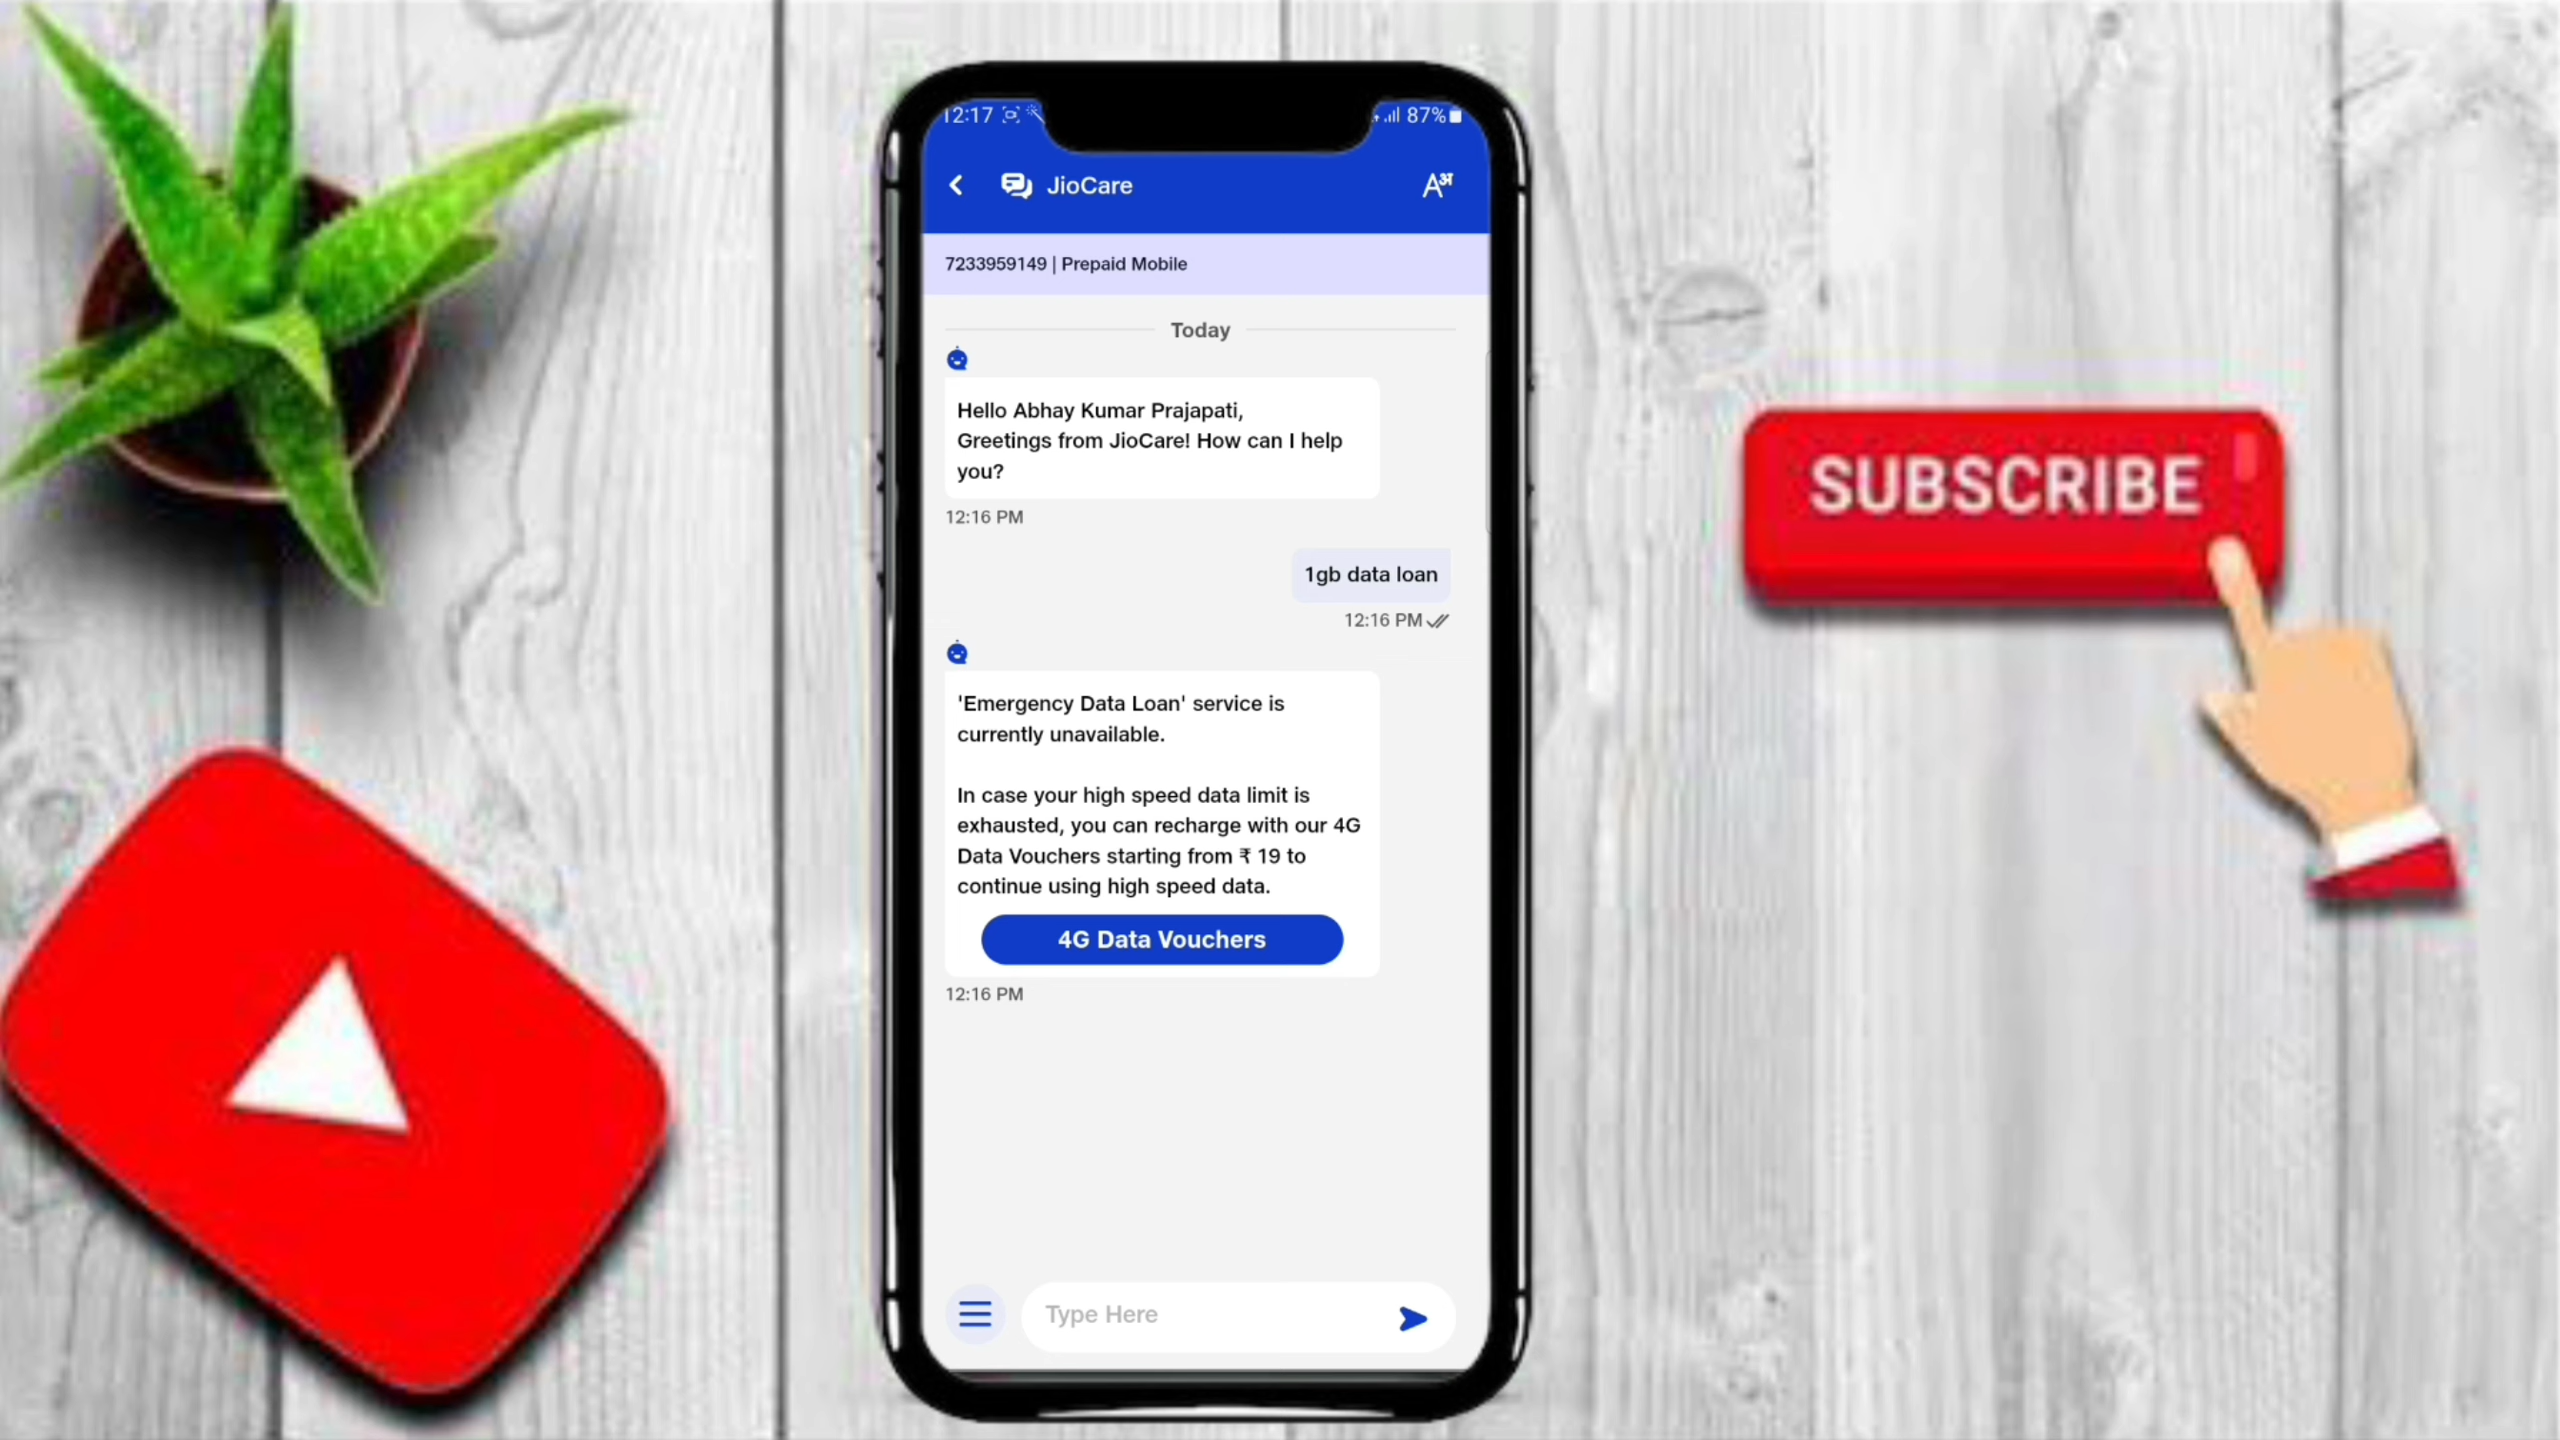 12:17
87%
JioCare
A अ
7233959149 | Prepaid Mobile
Today
Hello Abhay Kumar Prajapati,
Greetings from JioCare! How can I help
you?
12:16 PM
1gb data loan
12:16 PM
'Emergency Data Loan' service is
currently unavailable.
In case your high speed data limit is
exhausted, you can recharge with our 4G
Data Vouchers starting from ₹ 19 to
continue using high speed data.
4G Data Vouchers
12:16 PM
Type Here
SUBSCRIBE